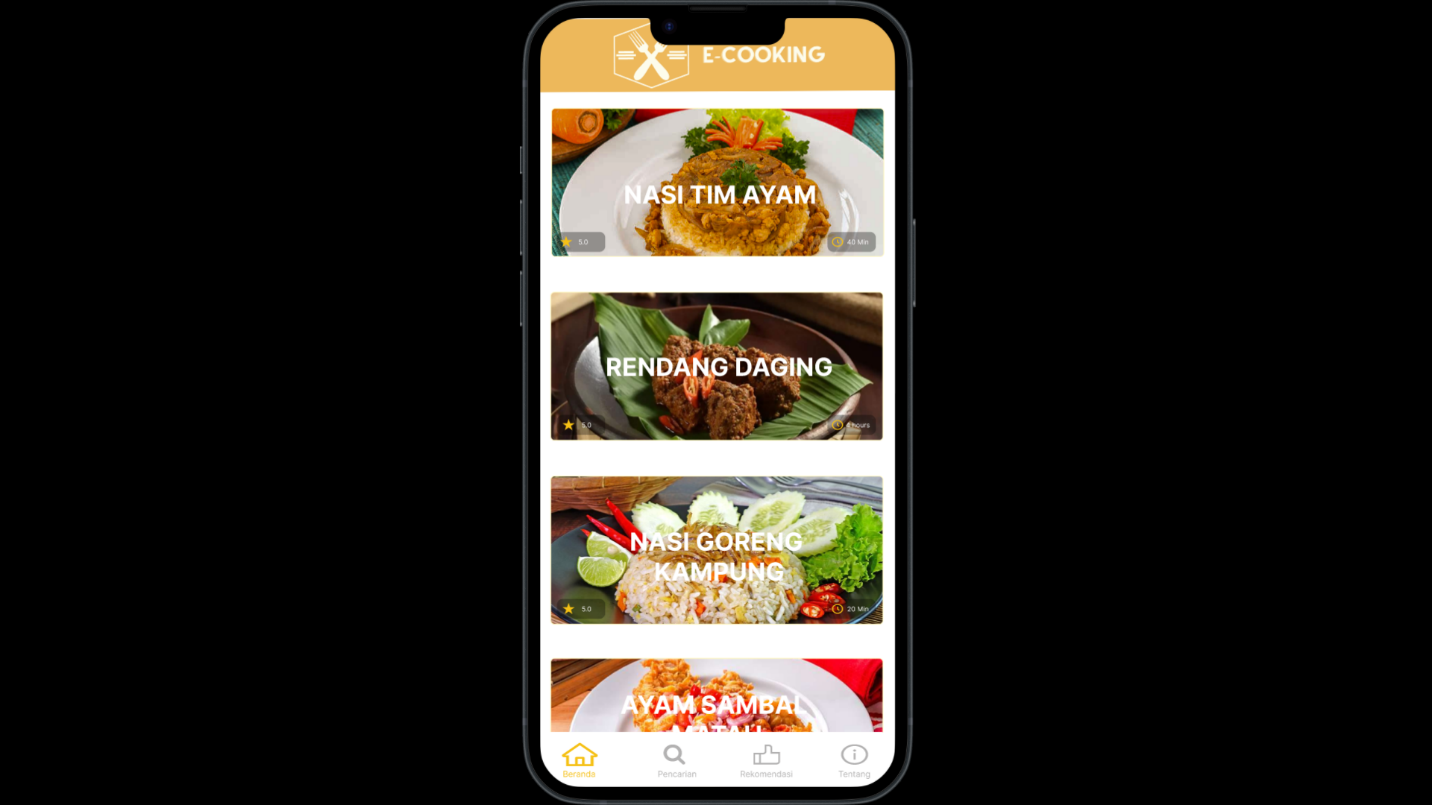 E-COOKING
NASI TIM AYAM
5.0
40 Min
RENDANG DAGING
5.0
hours
NASI GORENG
KAMPUNG
5.0
20 Min
AYAM SAMBAL
Beranda
Pencarian
Rekomendasi
Tentang